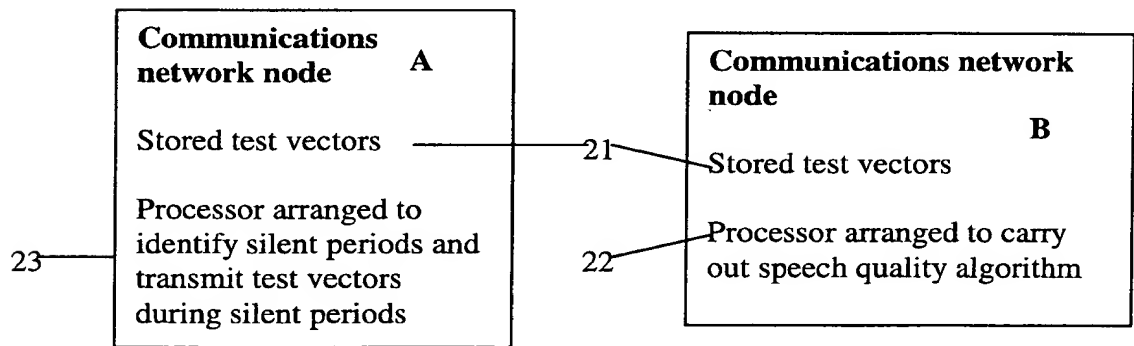 Communications
network node A
Stored test vectors
Processor arranged to
identify silent periods and
transmit test vectors
during silent periods
23
21
Communications network
node
B
Stored test vectors
Processor arranged to carry
out speech quality algorithm
22